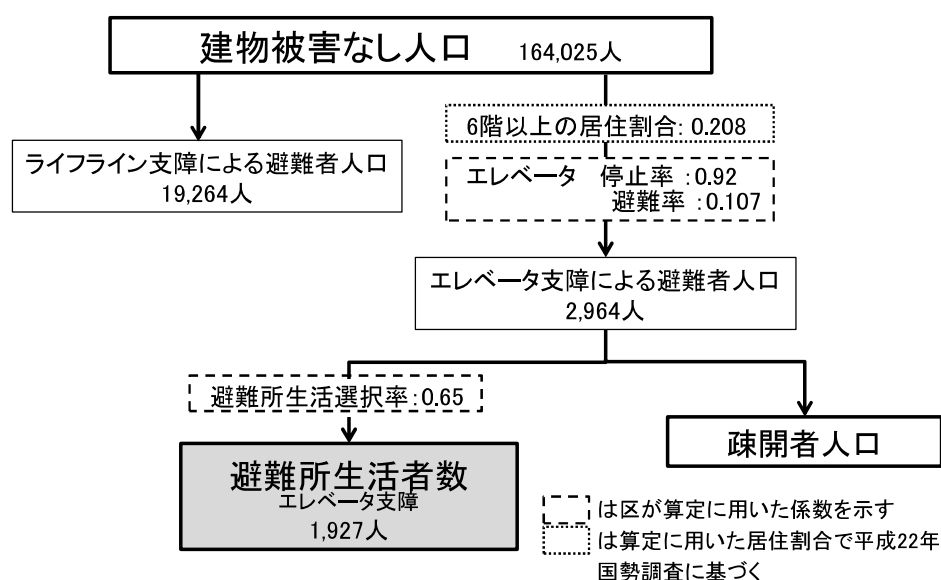 建物被害なし人口 164,025人
6階以上の居住割合:0.208
ライフライン支障による避難者人口
19,264人
エレベータ 停止率:0.92
避難率:0.107
エレベータ支障による避難者人口
2,964人
避難所生活選択率:0.65
疎開者人口
避難所生活者数
エレベータ支障
1,927人
は区が算定に用いた係数を示す
は算定に用いた居住割合で平成22年
国勢調査に基づく